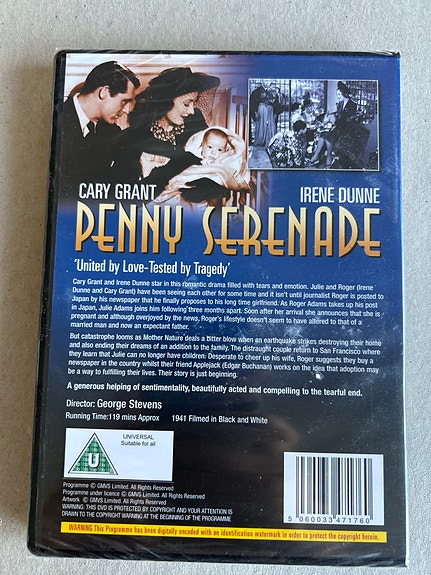 CARY GRANT IRENE DUNNE
PENNY SERENADE
'United by Love-Tested by Tragedy'
Cary Grant and Irene Dunne star in this romantic drama filled with tears and emotion. Julie and Roger (Irene
Dunne and Cary Grant) have been seeing each other for some time and it isn't until journalist Roger is posted to
Japan by his newspaper that he finally proposes to his long time girlfriend. As Roger Adams takes up his post
in Japan, Julie Adams joins him following three months apart. Soon after her arrival she announces that she is
pregnant and although overjoyed by the news, Roger's lifestyle doesn't seem to have altered to that of a
married man and now an expectant father.
But catastrophe looms as Mother Nature deals a bitter blow when an earthquake strikes destroying their home
and also ending their dreams of an addition to the family. The distraught couple return to San Francisco where
they learn that Julie can no longer have children. Desperate to cheer up his wife, Roger suggests they buy a
newspaper in the country whilst their friend Applejack (Edgar Buchanan) works on the idea that adoption may
be a way to fulfilling their lives. Their story is just beginning.
A generous helping of sentimentality, beautifully acted and compelling to the tearful end.
Director: George Stevens
Running Time:119 mins Approx 1941 Filmed in Black and White
U
UNIVERSAL
Suitable for all
Programme © GMVS Limited. All Rights Reserved.
Programme under licence © GMVS Limited. All Rights Reserved.
Artwork © GMVS Limited. All Rights Reserved.
WARNING: THIS DVD IS PROTECTED BY COPYRIGHT AND YOUR ATTENTION IS
DRAWN TO THE COPYRIGHT WARNING AT THE BEGINNING OF THE PROGRAMME
5 060033 471760
WARNING This Programme has been digitally encoded with an identification watermark in order to protect the copyright herein.